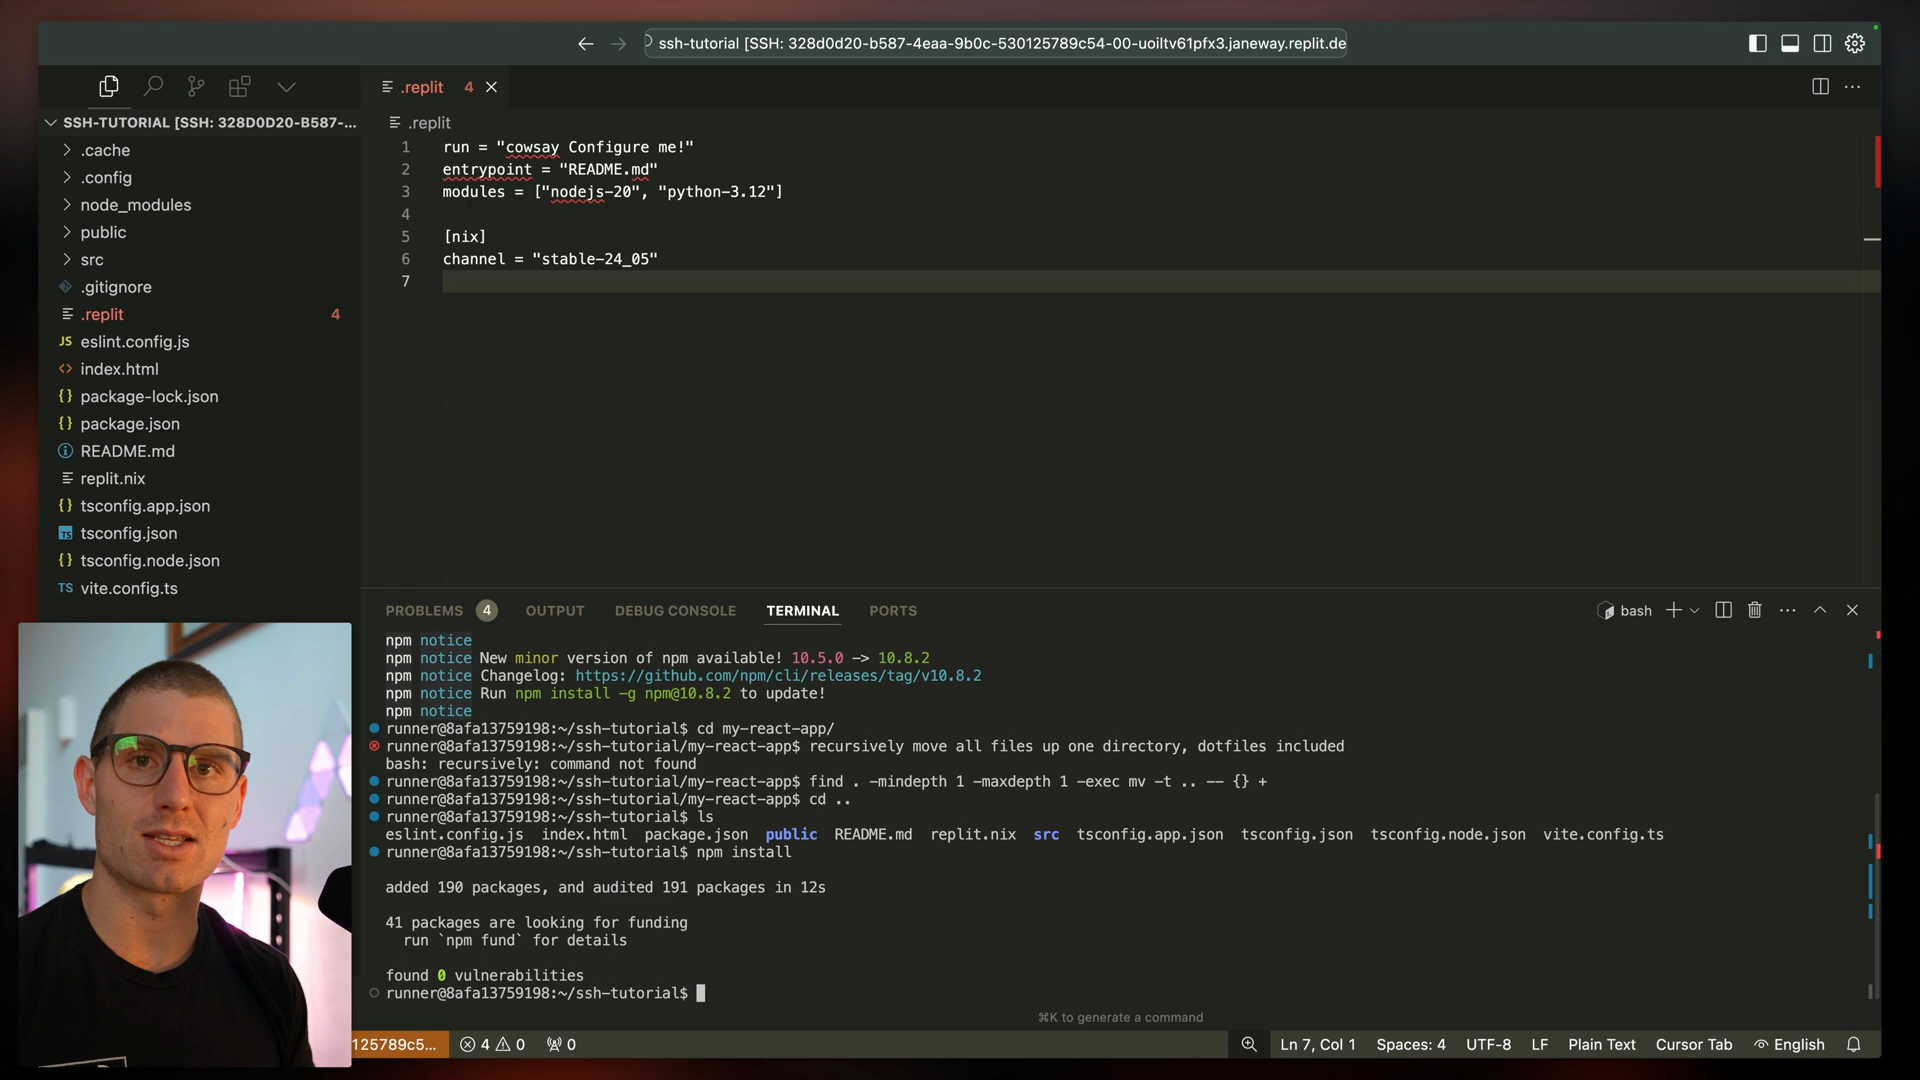 ssh-tutorial [SSH: 328d0d20-b587-4eaa-9b0c-530125789c54-00-uoiltv61pfx3.janeway.replit.de
.replit 4
SSH-TUTORIAL [SSH: 328D0D20-B587-...
.cache
.config
node_modules
public
src
.gitignore
.replit 4
JS eslint.config.js
<> index.html
{} package-lock.json
{} package.json
README.md
replit.nix
{} tsconfig.app.json
TS tsconfig.json
{} tsconfig.node.json
TS vite.config.ts
.replit
1 run = "cowsay Configure me!"
2 entrypoint = "README.md"
3 modules = ["nodejs-20", "python-3.12"]
4
5 [nix]
6 channel = "stable-24_05"
7
PROBLEMS 4 OUTPUT DEBUG CONSOLE TERMINAL PORTS bash
npm notice
npm notice New minor version of npm available! 10.5.0 -> 10.8.2
npm notice Changelog: https://github.com/npm/cli/releases/tag/v10.8.2
npm notice Run npm install -g npm@10.8.2 to update!
npm notice
runner@8afa13759198:~/ssh-tutorial$ cd my-react-app/
runner@8afa13759198:~/ssh-tutorial/my-react-app$ recursively move all files up one directory, dotfiles included
bash: recursively: command not found
runner@8afa13759198:~/ssh-tutorial/my-react-app$ find . -mindepth 1 -maxdepth 1 -exec mv -t .. -- {} +
runner@8afa13759198:~/ssh-tutorial/my-react-app$ cd ..
runner@8afa13759198:~/ssh-tutorial$ ls
eslint.config.js index.html package.json public README.md replit.nix src tsconfig.app.json tsconfig.json tsconfig.node.json vite.config.ts
runner@8afa13759198:~/ssh-tutorial$ npm install
added 190 packages, and audited 191 packages in 12s
41 packages are looking for funding
run `npm fund` for details
found 0 vulnerabilities
runner@8afa13759198:~/ssh-tutorial$
⌘K to generate a command
125789c5... 4 0 0 Ln 7, Col 1 Spaces: 4 UTF-8 LF Plain Text Cursor Tab English